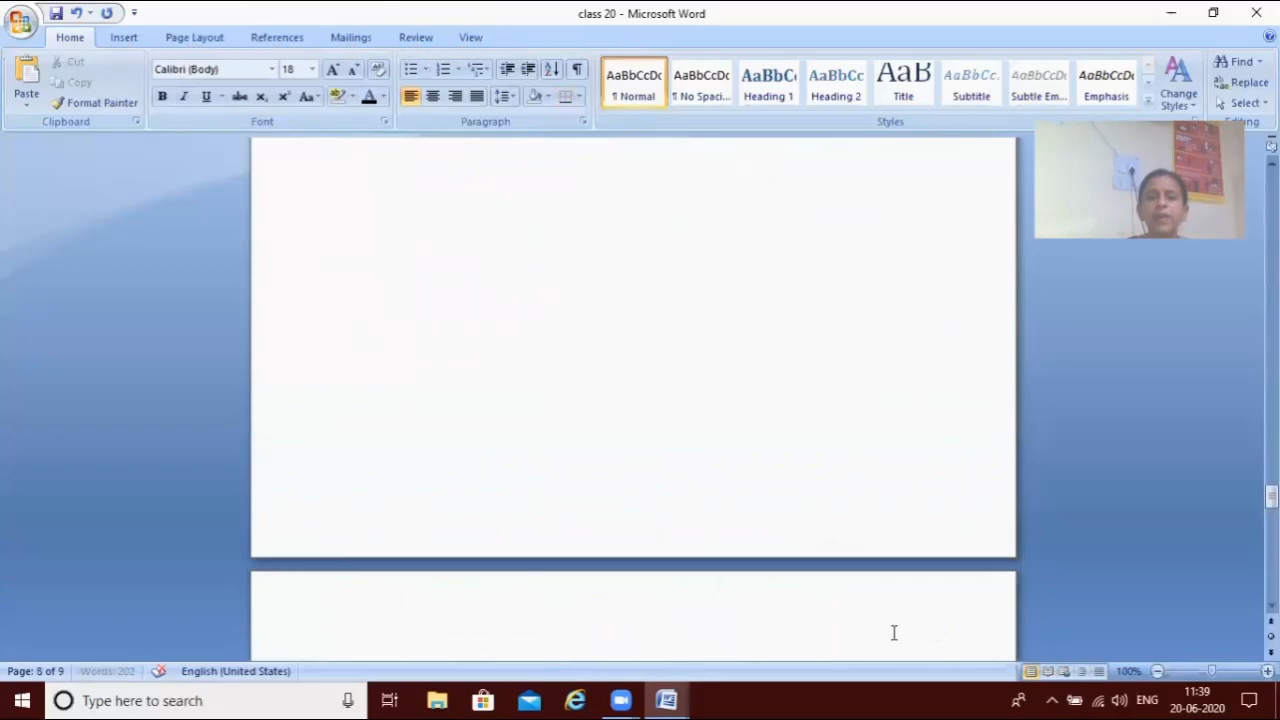 class 20 - Microsoft Word
Home Insert Page Layout References Mailings Review View
Paste
Cut
Copy
Format Painter
Clipboard
Calibri (Body) 18
Font
Paragraph
AaBbCcDc AaBbCcDc AaBbC AaBbCc AaB AaBbCc. AaBbCcDc AaBbCcDc
¶ Normal ¶ No Spaci... Heading 1 Heading 2 Title Subtitle Subtle Em... Emphasis
Change Styles
Styles
Find
Replace
Select
Editing
Page: 8 of 9 Words: 202 English (United States) 100%
Type here to search
ENG
11:39
20-06-2020